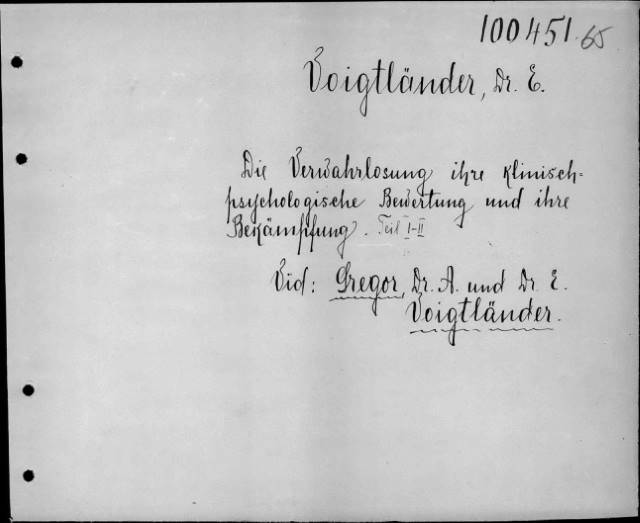 100451.65
Voigtländer, Dr. E.
Die Verwahrlosung ihre klinisch-
psychologische Bewertung und ihre
Bekämpfung. Teil I-II
Vid: Gregor, Dr. A. und Dr. E.
Voigtländer.